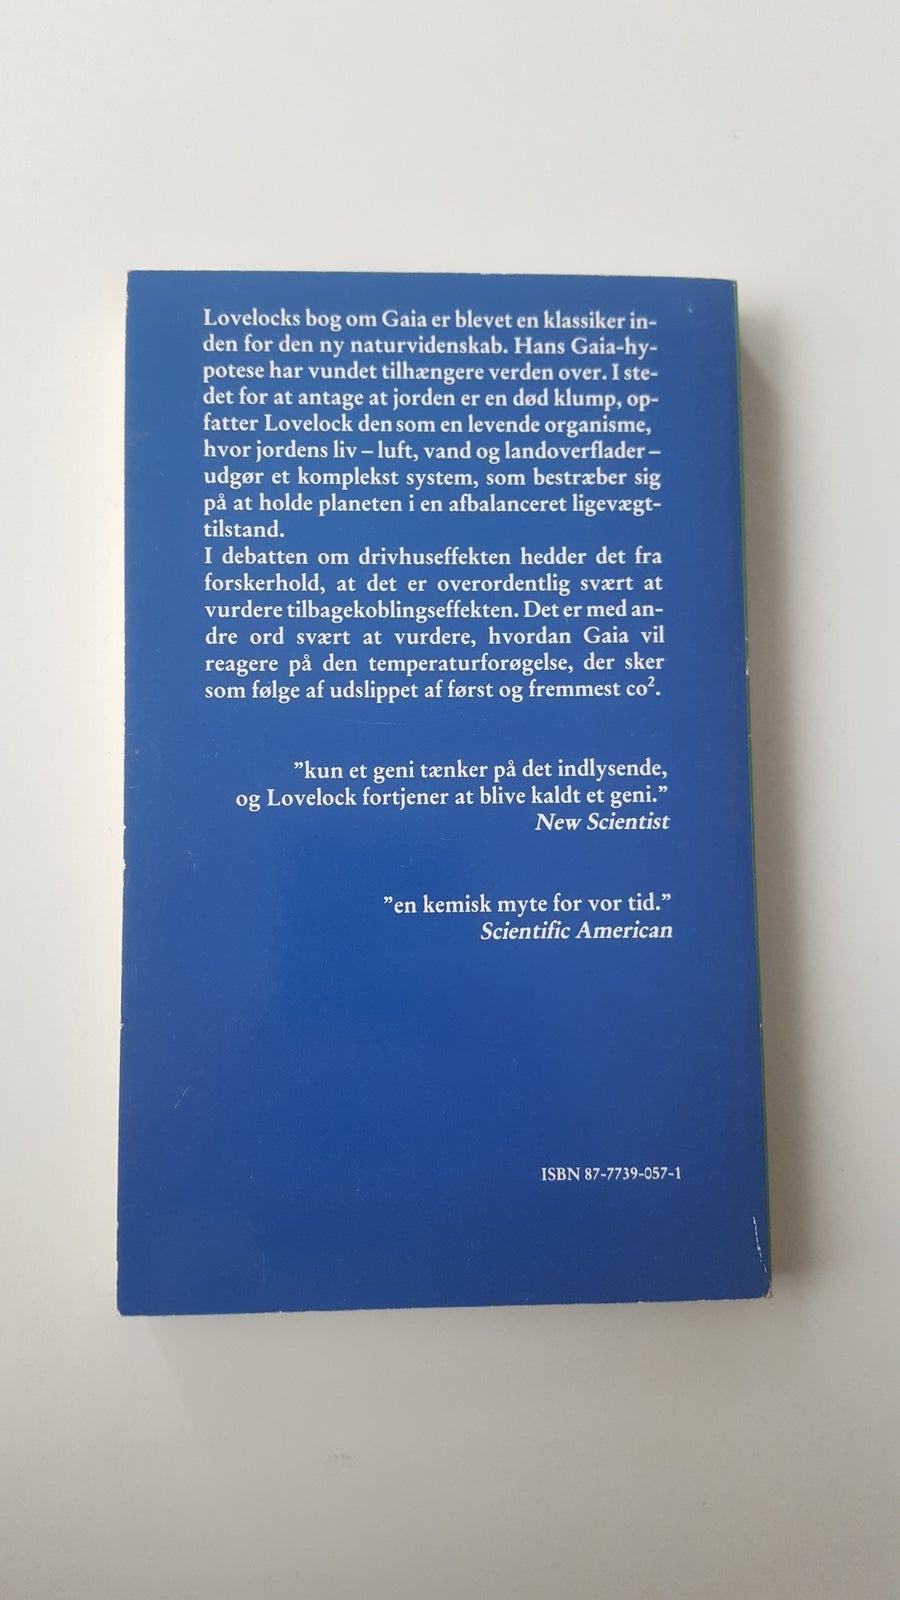 Lovelocks bog om Gaia er blevet en klassiker in-
den for den ny naturvidenskab. Hans Gaia-hy-
potese har vundet tilhængere verden over. I ste-
det for at antage at jorden er en død klump, op-
fatter Lovelock den som en levende organisme,
hvor jordens liv – luft, vand og landoverflader –
udgør et komplekst system, som bestræber sig
på at holde planeten i en afbalanceret ligevægt-
tilstand.
I debatten om drivhuseffekten hedder det fra
forskerhold, at det er overordentlig svært at
vurdere tilbagekoblingseffekten. Det er med an-
dre ord svært at vurdere, hvordan Gaia vil
reagere på den temperaturforøgelse, der sker
som følge af udslippet af først og fremmest co².
”kun et geni tænker på det indlysende,
og Lovelock fortjener at blive kaldt et geni.”
New Scientist
”en kemisk myte for vor tid.”
Scientific American
ISBN 87-7739-057-1